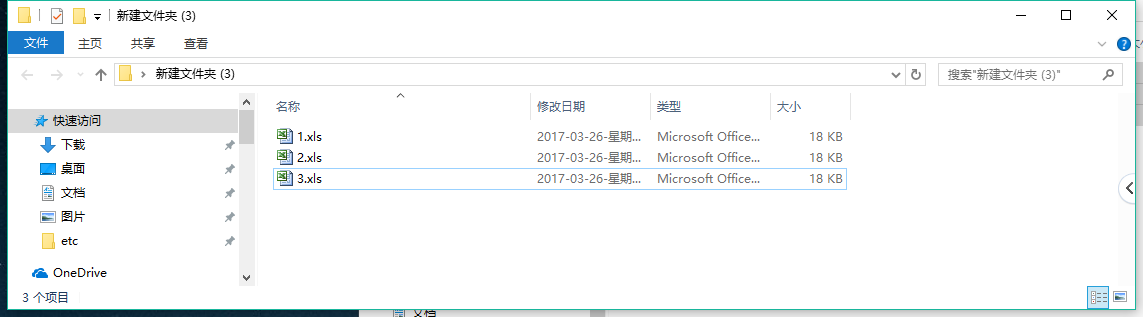 新建文件夹 (3)
文件 主页 共享 查看
新建文件夹 (3) 搜索"新建文件夹 (3)"
名称 修改日期 类型 大小
快速访问
下载
桌面
文档
图片
etc
OneDrive
1.xls 2017-03-26-星期... Microsoft Office... 18 KB
2.xls 2017-03-26-星期... Microsoft Office... 18 KB
3.xls 2017-03-26-星期... Microsoft Office... 18 KB
3 个项目
文档